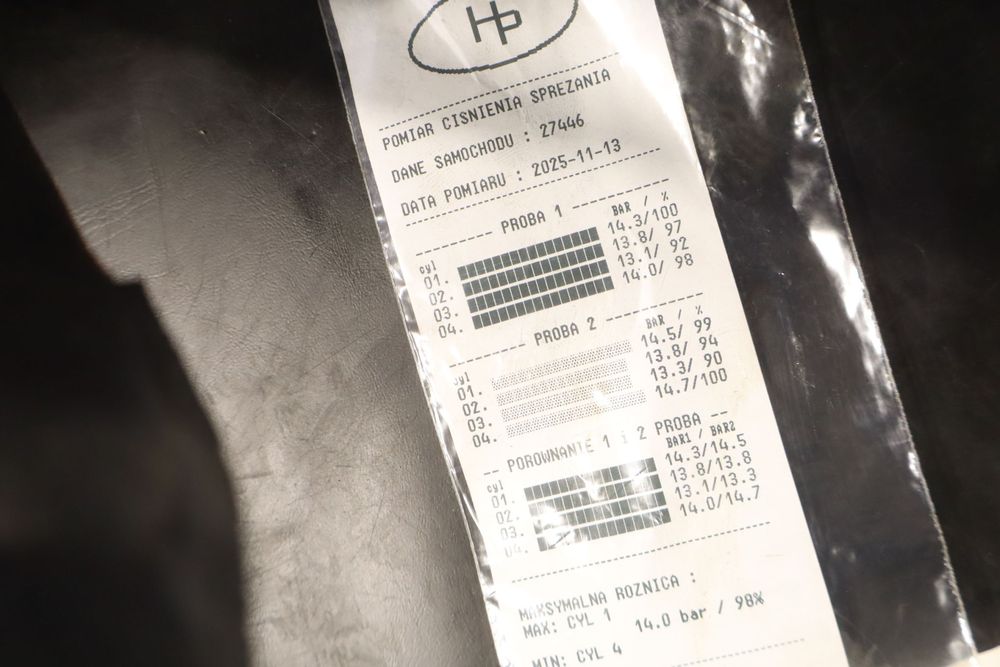 Hp
POMIAR CISNIENIA SPREZANIA
DANE SAMOCHODU : 27446
DATA POMIARU : 2025-11-13
PROBA 1
cyl BAR / %
01. 14.3/100
02. 13.8/ 97
03. 13.1/ 92
04. 14.0/ 98
PROBA 2
cyl BAR / %
01. 14.5/ 99
02. 13.8/ 94
03. 13.3/ 90
04. 14.7/100
-- POROWNANIE 1 i 2 PROBA --
cyl BAR1 / BAR2
01. 14.3/14.5
02. 13.8/13.8
03. 13.1/13.3
04. 14.0/14.7
MAKSYMALNA ROZNICA :
MAX: CYL 1 14.0 bar / 98%
MIN: CYL 4